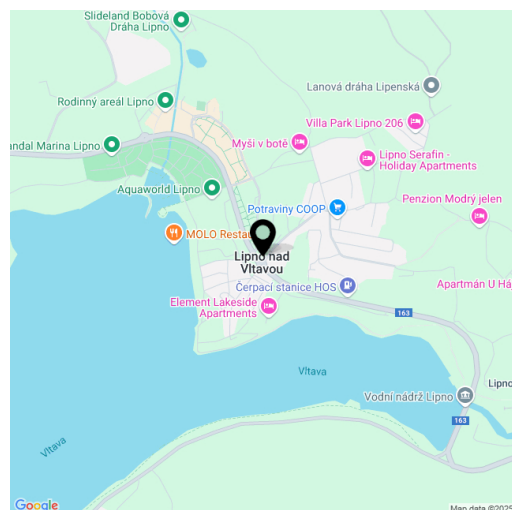 Slideland Bobová
Dráha Lipno
Lanová dráha Lipenská
Rodinný areál Lipno
Villa Park Lipno 206
Myši v botě
andal Marina Lipno
Lipno Serafin -
Holiday Apartments
Aquaworld Lipno
Penzion Modrý jelen
Potraviny COOP
MOLO Resta
Lipno nad
Vltavou
Čerpací stanice HOS
Apartmán U Há
Element Lakeside
Apartments
163
Vltava
Lipno
Vodní nádrž Lipno
163
Vltava
Google
Map data ©2025